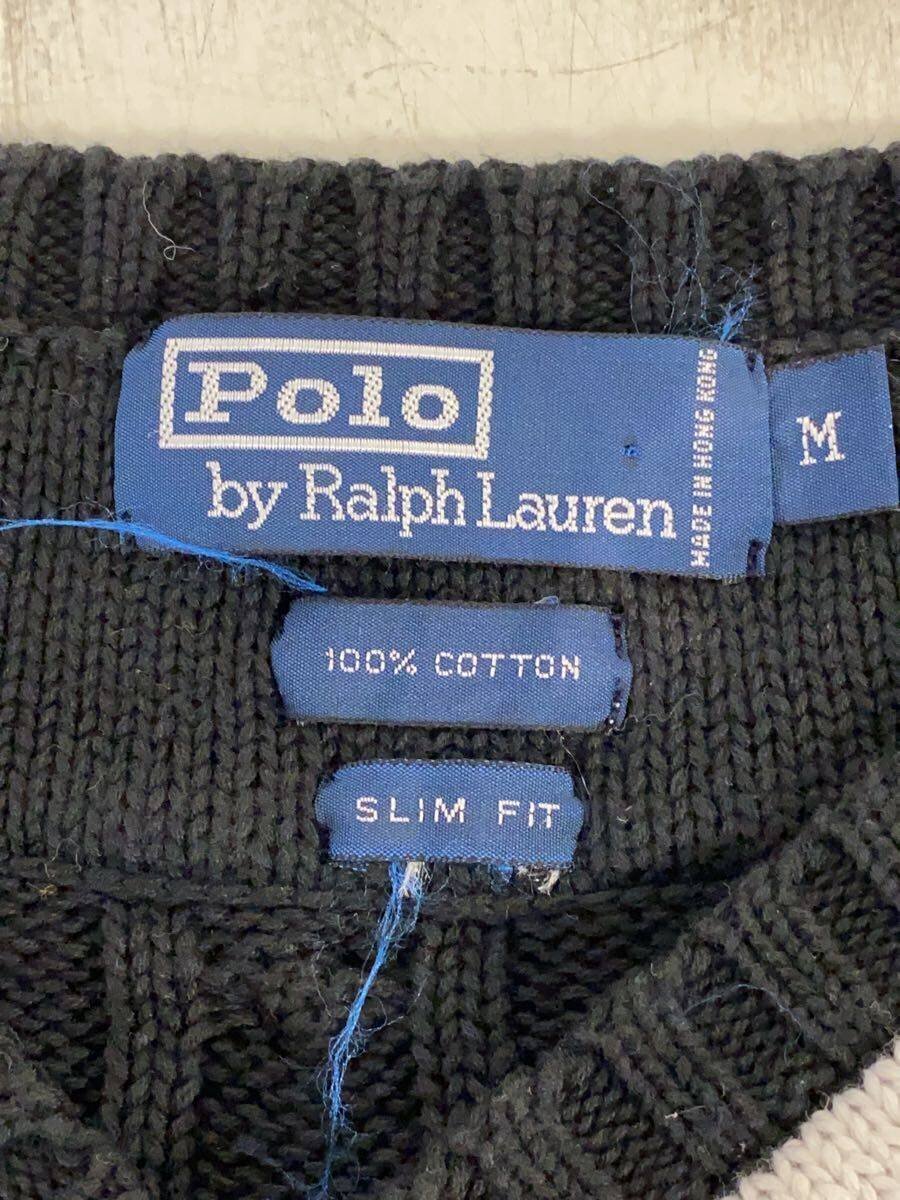 Polo
by Ralph Lauren
MADE IN HONG KONG
M
100% COTTON
SLIM FIT